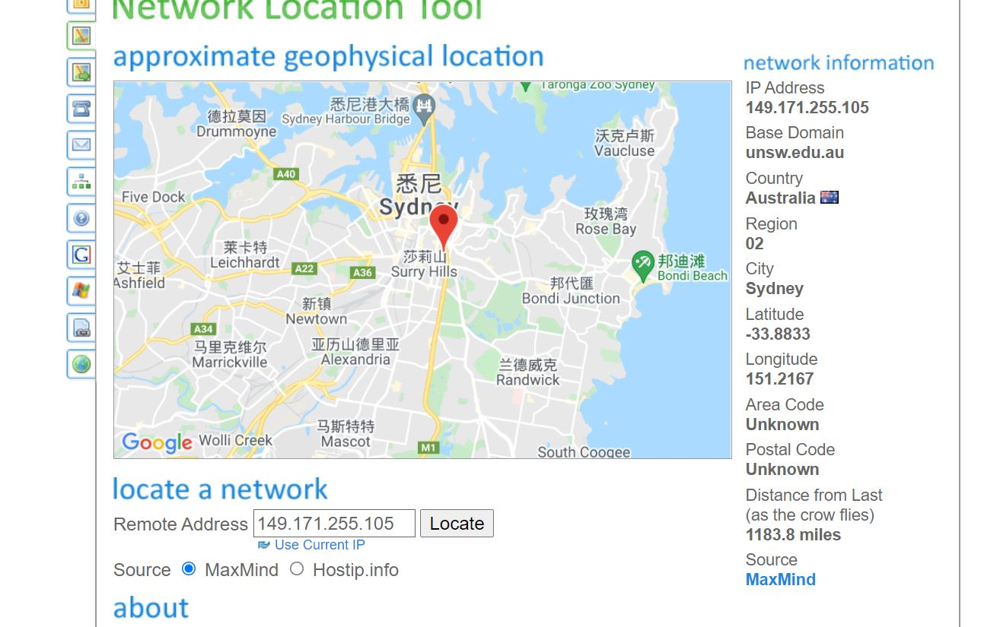 Network Location Tool
approximate geophysical location
Taronga Zoo Sydney
悉尼港大橋
Sydney Harbour Bridge
德拉莫因
Drummoyne
沃克卢斯
Vaucluse
A40
悉尼
Sydney
Five Dock
玫瑰湾
Rose Bay
莱卡特
Leichhardt
莎莉山
Surry Hills
邦迪滩
Bondi Beach
艾士菲
Ashfield
A22
A36
邦代匯
Bondi Junction
新镇
Newtown
A34
马里克维尔
Marrickville
亚历山德里亚
Alexandria
兰德威克
Randwick
马斯特特
Mascot
Google
Wolli Creek
M1
South Coogee
network information
IP Address
149.171.255.105
Base Domain
unsw.edu.au
Country
Australia
Region
02
City
Sydney
Latitude
-33.8833
Longitude
151.2167
Area Code
Unknown
Postal Code
Unknown
Distance from Last
(as the crow flies)
1183.8 miles
Source
MaxMind
locate a network
Remote Address 149.171.255.105 Locate
Use Current IP
Source MaxMind Hostip.info
about